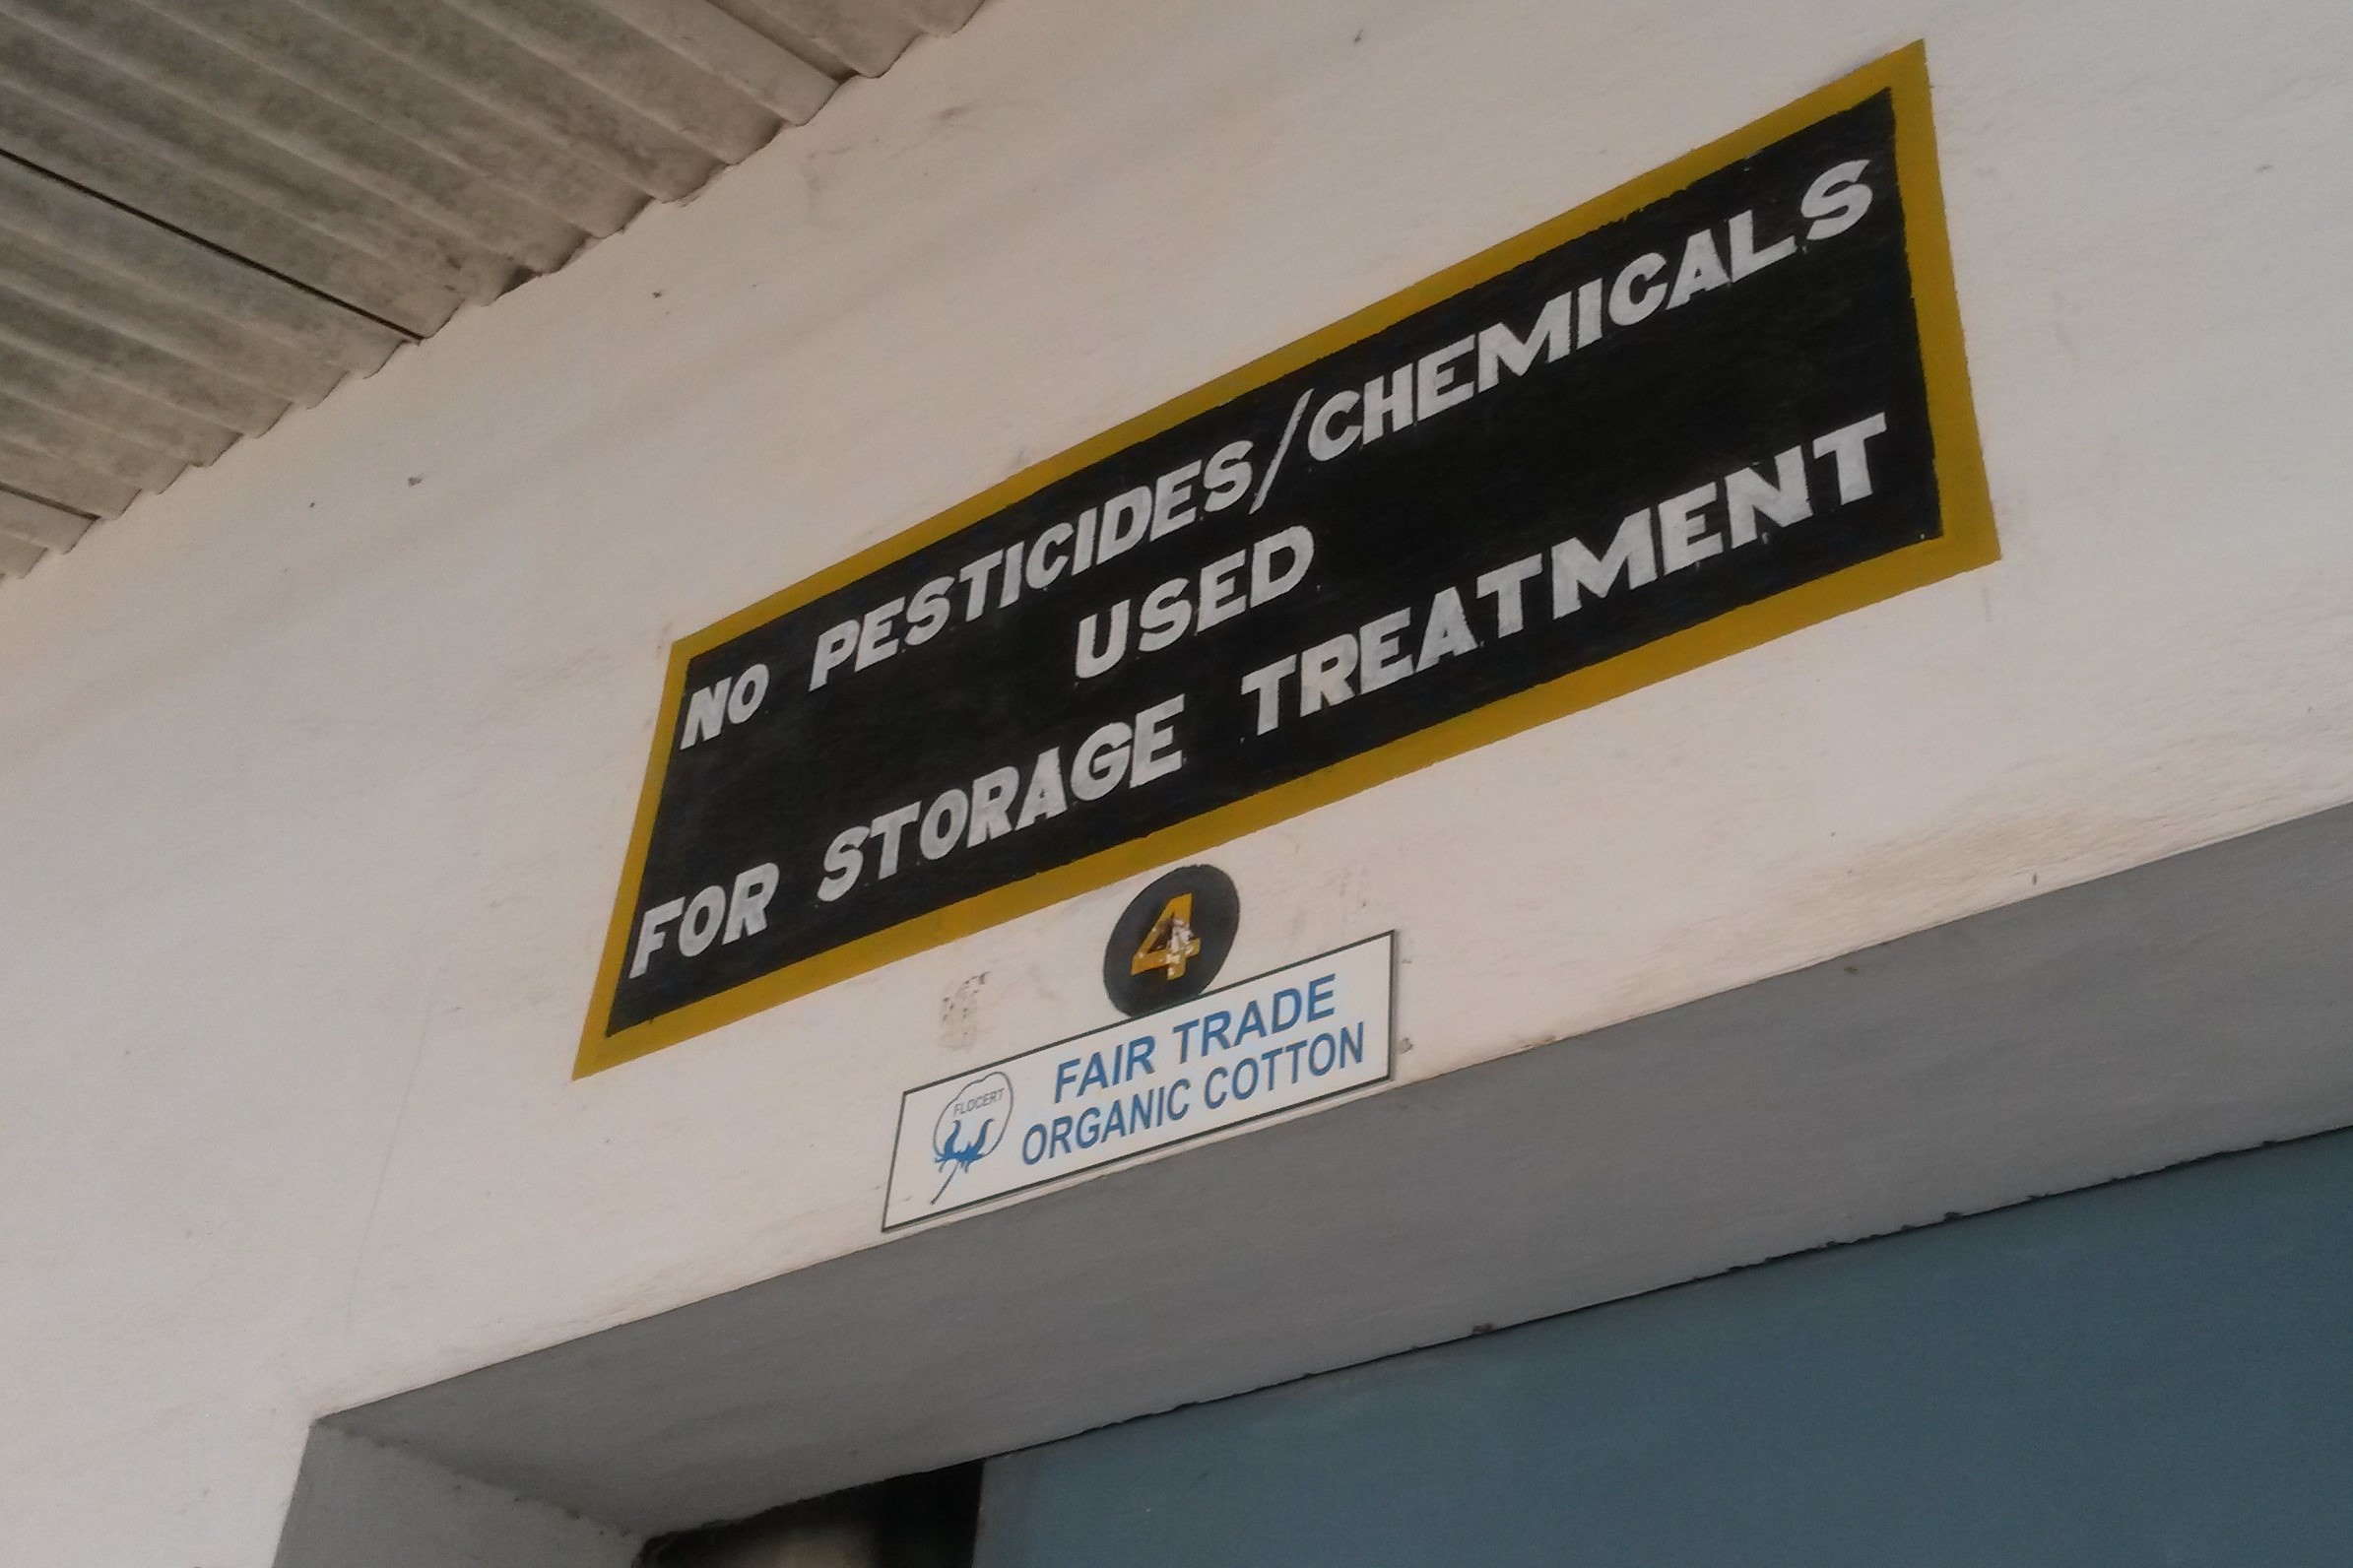 NO PESTICIDES/CHEMICALS
USED
FOR STORAGE TREATMENT
4
FLOCERT
FAIR TRADE
ORGANIC COTTON